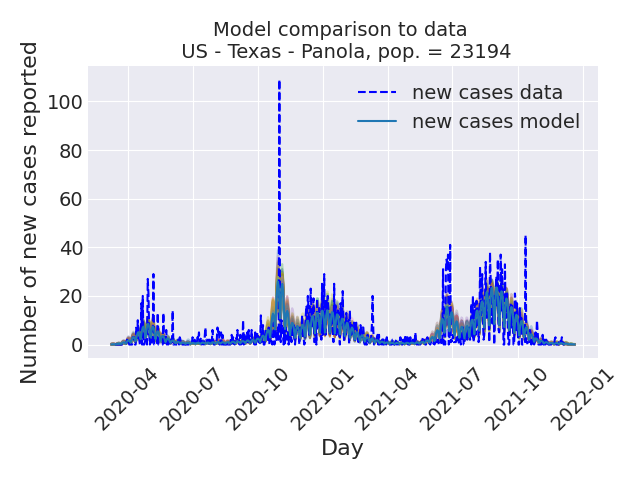 Model comparison to data
US - Texas - Panola, pop. = 23194
Number of new cases reported
100
80
60
40
20
0
new cases data
new cases model
2020-04
2020-07
2020-10
2021-01
2021-04
2021-07
2021-10
2022-01
Day